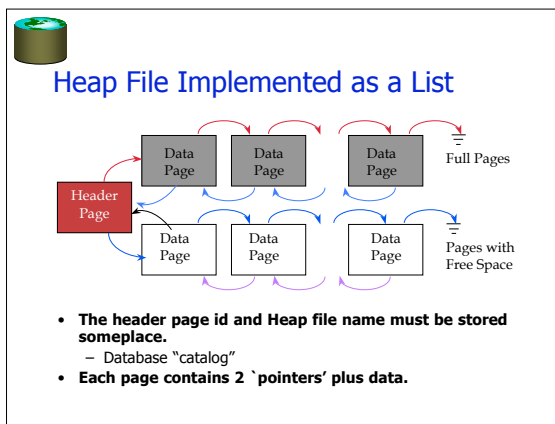 Heap File Implemented as a List
Data
Page
Data
Page
Data
Page
Full Pages
Header
Page
Data
Page
Data
Page
Data
Page
Pages with
Free Space
• The header page id and Heap file name must be stored
someplace.
– Database “catalog”
• Each page contains 2 `pointers’ plus data.